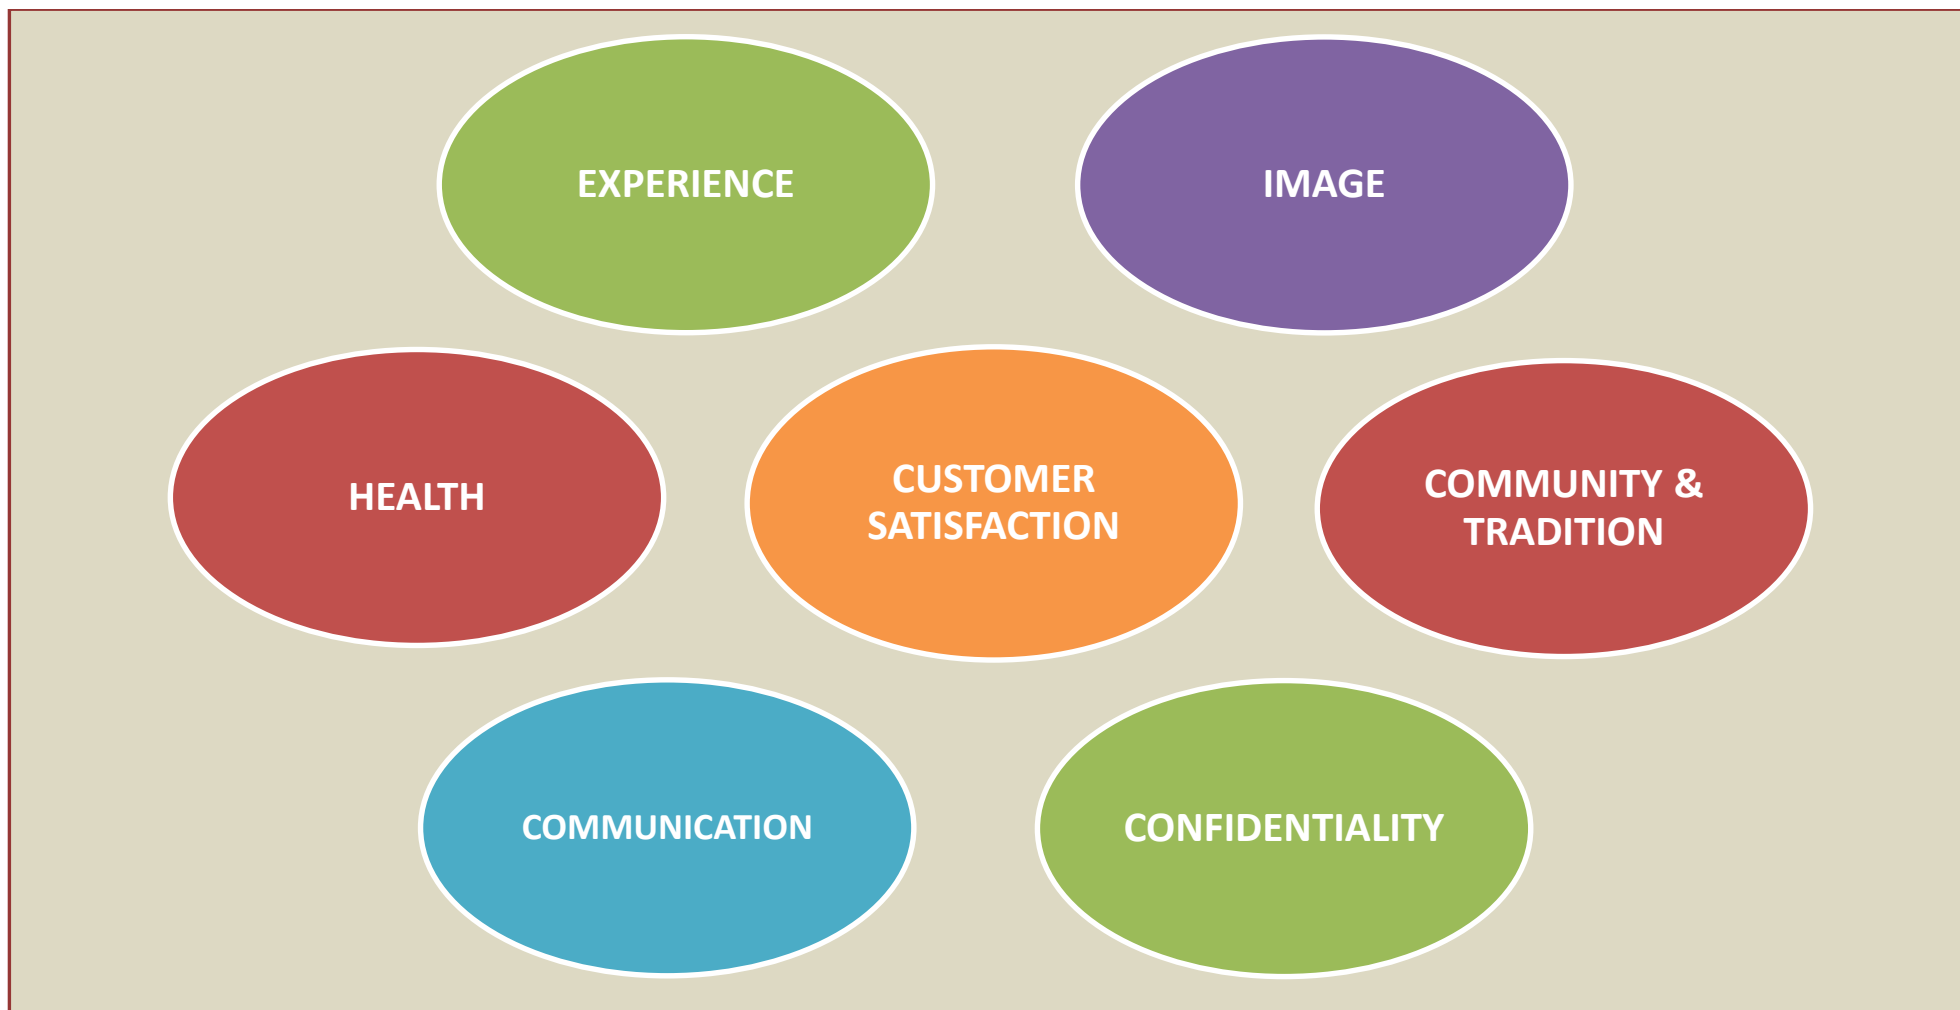 EXPERIENCE
IMAGE
HEALTH
CUSTOMER
SATISFACTION
COMMUNITY &
TRADITION
COMMUNICATION
CONFIDENTIALITY